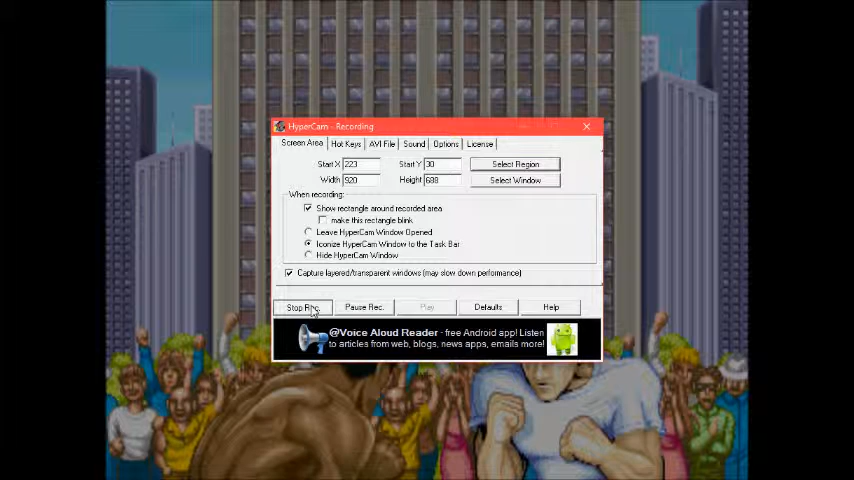 HyperCam - Recording
Screen Area Hot Keys AVI File Sound Options License
Start X 223 Start Y 30 Select Region
Width 920 Height 688 Select Window
When recording:
Show rectangle around recorded area
make this rectangle blink
Leave HyperCam Window Opened
Iconize HyperCam Window to the Task Bar
Hide HyperCam Window
Capture layered/transparent windows (may slow down performance)
Stop Rec. Pause Rec. Play Defaults Help
@Voice Aloud Reader - free Android app! Listen
to articles from web, blogs, news apps, emails more!